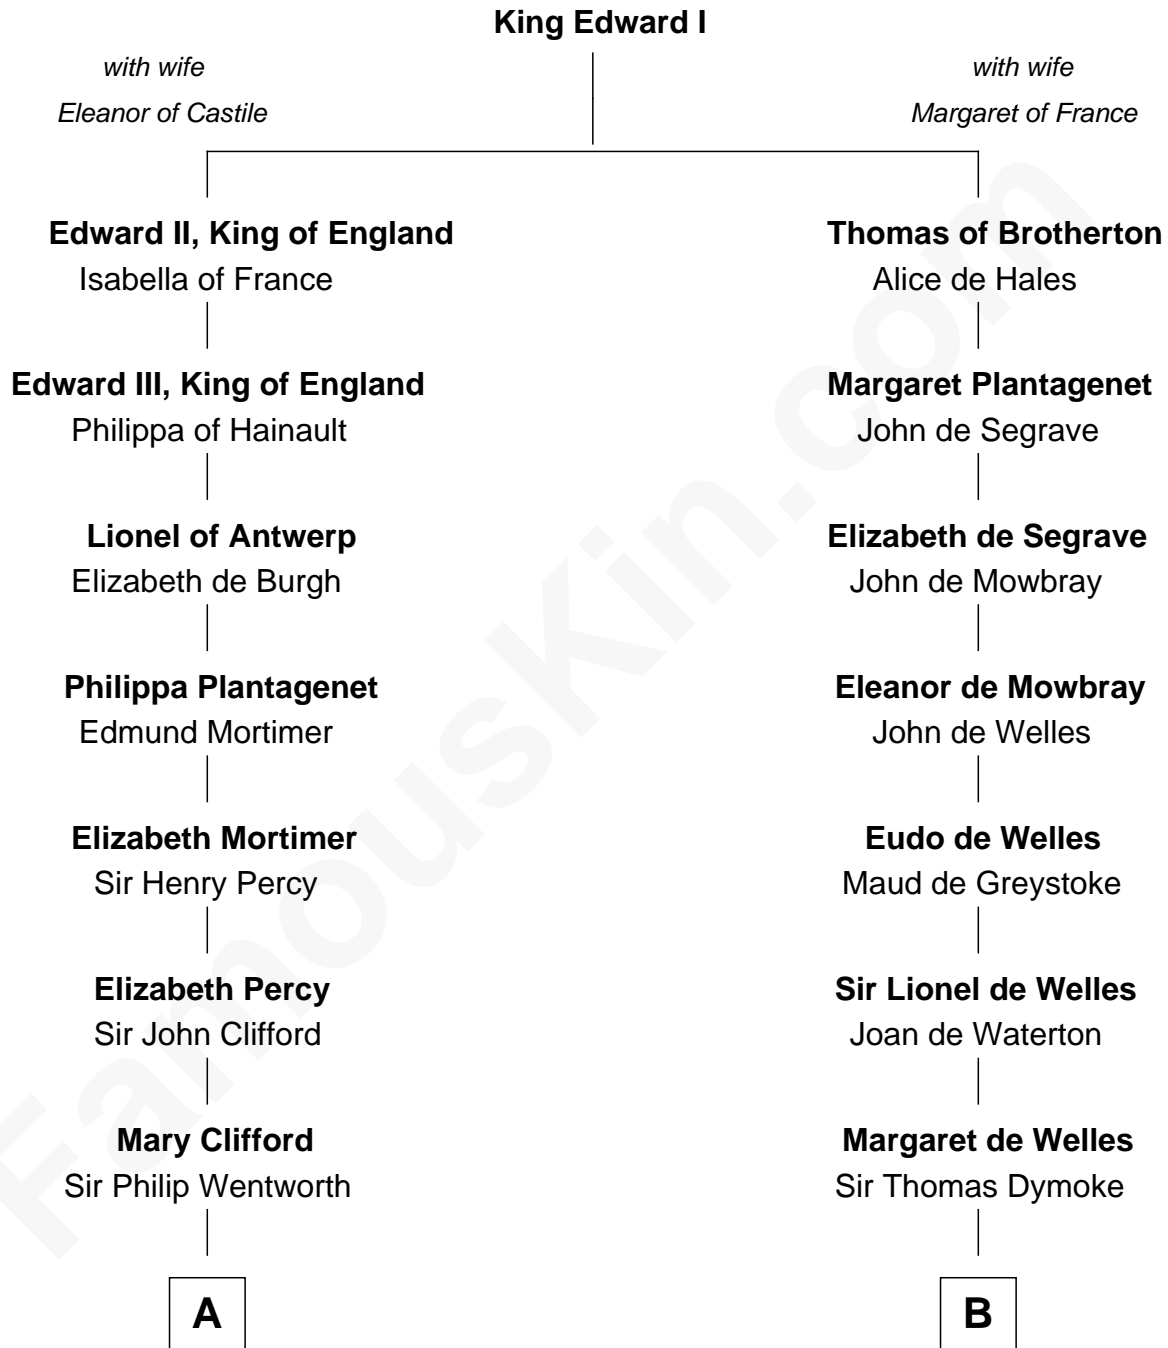 King Edward I
with wife
Eleanor of Castile
with wife
Margaret of France
Edward II, King of England
Isabella of France
Thomas of Brotherton
Alice de Hales
Edward III, King of England
Philippa of Hainault
Margaret Plantagenet
John de Segrave
Lionel of Antwerp
Elizabeth de Burgh
Elizabeth de Segrave
John de Mowbray
Philippa Plantagenet
Edmund Mortimer
Eleanor de Mowbray
John de Welles
Elizabeth Mortimer
Sir Henry Percy
Eudo de Welles
Maud de Greystoke
Elizabeth Percy
Sir John Clifford
Sir Lionel de Welles
Joan de Waterton
Mary Clifford
Sir Philip Wentworth
Margaret de Welles
Sir Thomas Dymoke
A
B
FamousKin.com